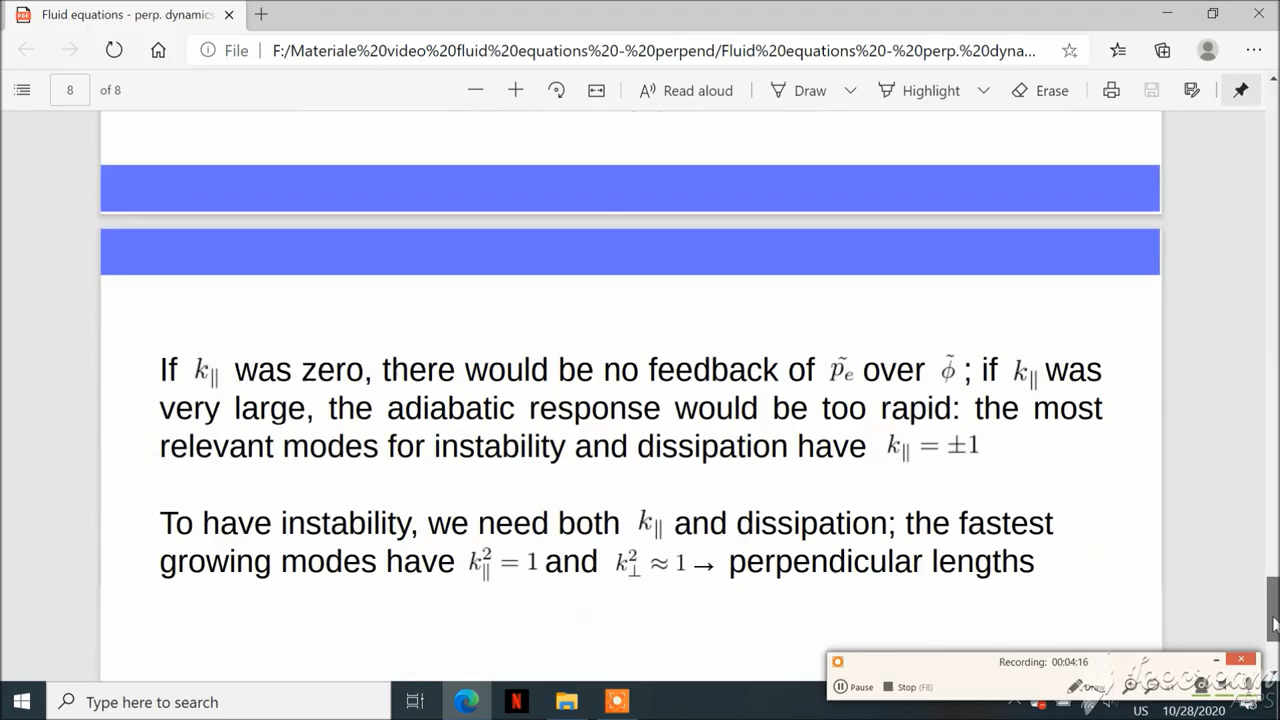 Fluid equations - perp. dynamics
File F:/Materiale%20video%20fluid%20equations%20-%20perpend/Fluid%20equations%20-%20perp.%20dyna...
8 of 8
Read aloud Draw Highlight Erase
If k∥ was zero, there would be no feedback of p̃ₑ over ϕ̃ ; if k∥ was
very large, the adiabatic response would be too rapid: the most
relevant modes for instability and dissipation have k∥ = ±1
To have instability, we need both k∥ and dissipation; the fastest
growing modes have k∥² = 1 and k⊥² ≈ 1 → perpendicular lengths
Recording: 00:04:16
Pause Stop (F8) Draw
Type here to search
US 10/28/2020